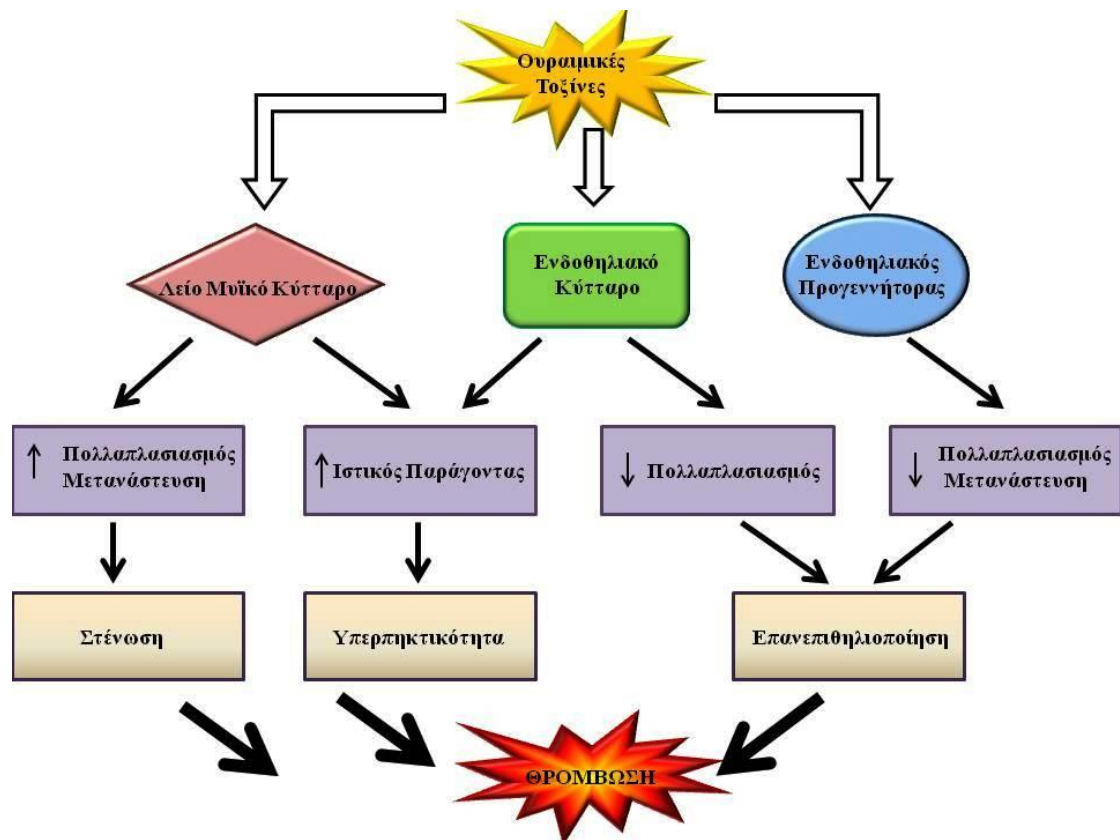 Ουραιμικές
Τοξίνες
Λείο Μυϊκό Κύτταρο
Ενδοθηλιακό
Κύτταρο
Ενδοθηλιακός
Προγεννήτορας
↑ Πολλαπλασιασμός
Μετανάστευση
↑ Ιστικός Παράγοντας
↓ Πολλαπλασιασμός
↓ Πολλαπλασιασμός
Μετανάστευση
Στένωση
Υπερπηκτικότητα
Επανεπιθηλιοποίηση
ΘΡΟΜΒΩΣΗ